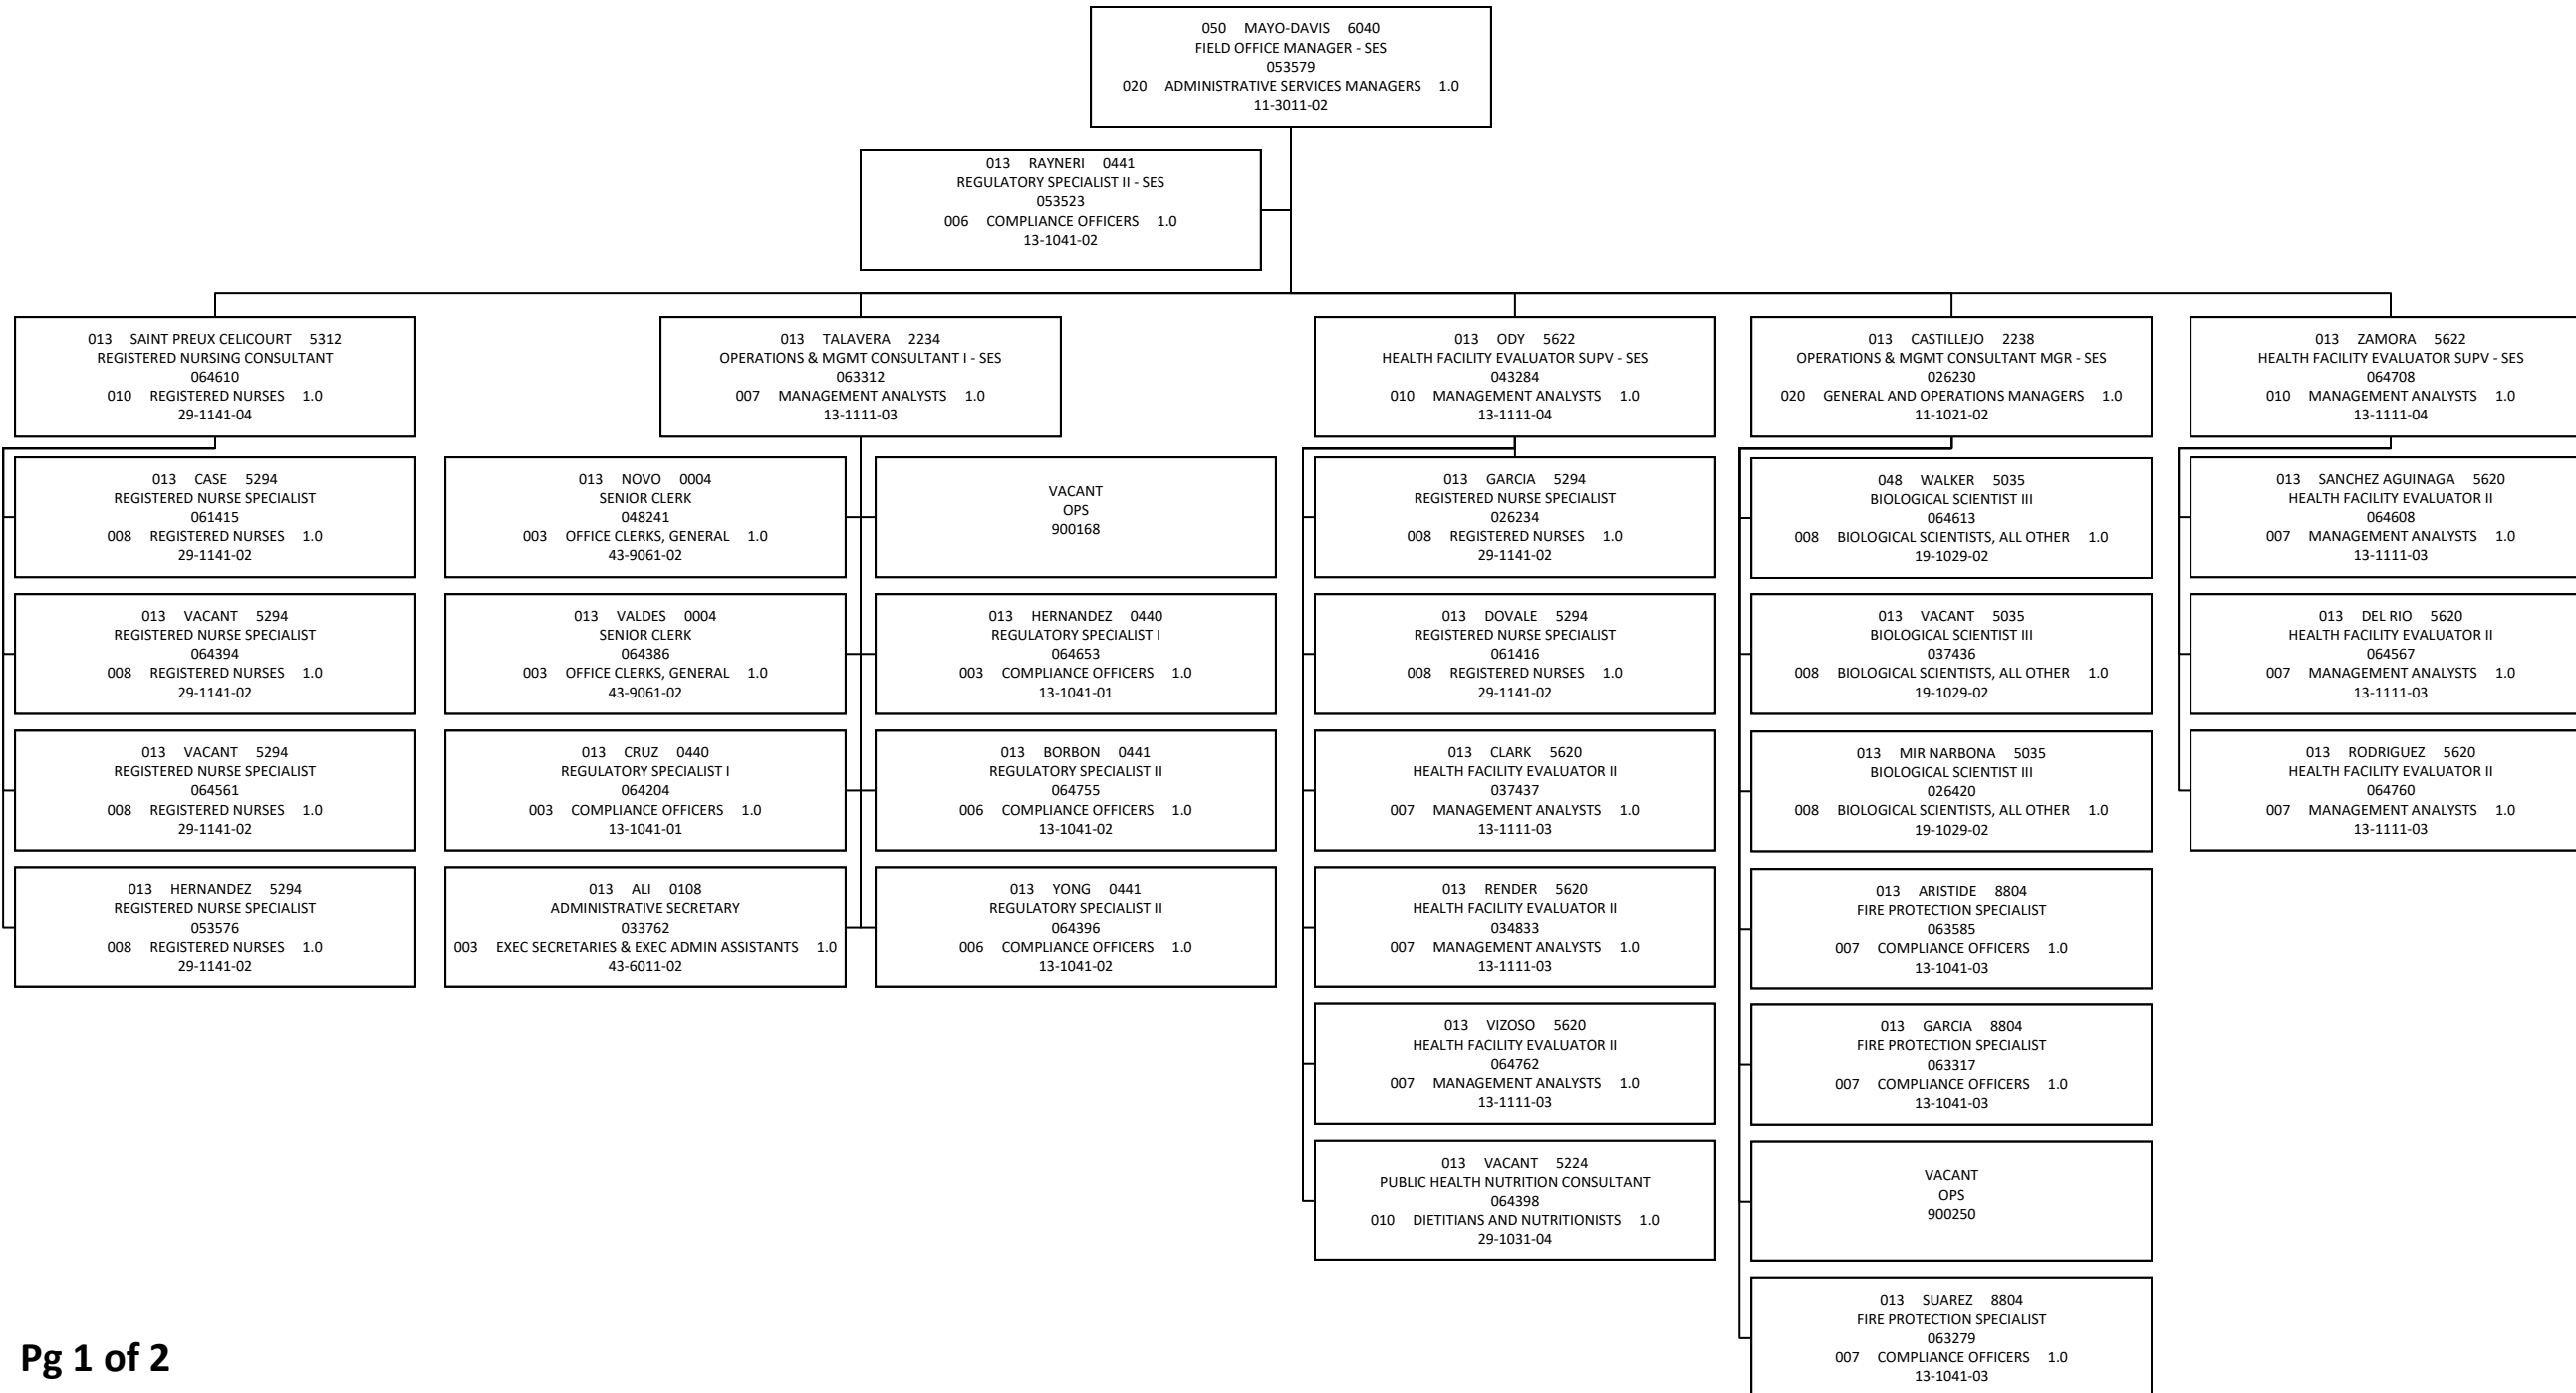 050 MAYO-DAVIS 6040
FIELD OFFICE MANAGER - SES
053579
020 ADMINISTRATIVE SERVICES MANAGERS 1.0
11-3011-02
013 RAYNERI 0441
REGULATORY SPECIALIST II - SES
053523
006 COMPLIANCE OFFICERS 1.0
13-1041-02
013 SAINT PREUX CELICOURT 5312
REGISTERED NURSING CONSULTANT
064610
010 REGISTERED NURSES 1.0
29-1141-04
013 CASE 5294
REGISTERED NURSE SPECIALIST
061415
008 REGISTERED NURSES 1.0
29-1141-02
013 VACANT 5294
REGISTERED NURSE SPECIALIST
064394
008 REGISTERED NURSES 1.0
29-1141-02
013 VACANT 5294
REGISTERED NURSE SPECIALIST
064561
008 REGISTERED NURSES 1.0
29-1141-02
013 HERNANDEZ 5294
REGISTERED NURSE SPECIALIST
053576
008 REGISTERED NURSES 1.0
29-1141-02
013 TALAVERA 2234
OPERATIONS & MGMT CONSULTANT I - SES
063312
007 MANAGEMENT ANALYSTS 1.0
13-1111-03
013 NOVO 0004
SENIOR CLERK
048241
003 OFFICE CLERKS, GENERAL 1.0
43-9061-02
013 VALDES 0004
SENIOR CLERK
064386
003 OFFICE CLERKS, GENERAL 1.0
43-9061-02
013 CRUZ 0440
REGULATORY SPECIALIST I
064204
003 COMPLIANCE OFFICERS 1.0
13-1041-01
013 ALI 0108
ADMINISTRATIVE SECRETARY
033762
003 EXEC SECRETARIES & EXEC ADMIN ASSISTANTS 1.0
43-6011-02
VACANT
OPS
900168
013 HERNANDEZ 0440
REGULATORY SPECIALIST I
064653
003 COMPLIANCE OFFICERS 1.0
13-1041-01
013 BORBON 0441
REGULATORY SPECIALIST II
064755
006 COMPLIANCE OFFICERS 1.0
13-1041-02
013 YONG 0441
REGULATORY SPECIALIST II
064396
006 COMPLIANCE OFFICERS 1.0
13-1041-02
013 ODY 5622
HEALTH FACILITY EVALUATOR SUPV - SES
043284
010 MANAGEMENT ANALYSTS 1.0
13-1111-04
013 GARCIA 5294
REGISTERED NURSE SPECIALIST
026234
008 REGISTERED NURSES 1.0
29-1141-02
013 DOVALE 5294
REGISTERED NURSE SPECIALIST
061416
008 REGISTERED NURSES 1.0
29-1141-02
013 CLARK 5620
HEALTH FACILITY EVALUATOR II
037437
007 MANAGEMENT ANALYSTS 1.0
13-1111-03
013 RENDER 5620
HEALTH FACILITY EVALUATOR II
034833
007 MANAGEMENT ANALYSTS 1.0
13-1111-03
013 VIZOSO 5620
HEALTH FACILITY EVALUATOR II
064762
007 MANAGEMENT ANALYSTS 1.0
13-1111-03
013 VACANT 5224
PUBLIC HEALTH NUTRITION CONSULTANT
064398
010 DIETITIANS AND NUTRITIONISTS 1.0
29-1031-04
013 CASTILLEJO 2238
OPERATIONS & MGMT CONSULTANT MGR - SES
026230
020 GENERAL AND OPERATIONS MANAGERS 1.0
11-1021-02
048 WALKER 5035
BIOLOGICAL SCIENTIST III
064613
008 BIOLOGICAL SCIENTISTS, ALL OTHER 1.0
19-1029-02
013 VACANT 5035
BIOLOGICAL SCIENTIST III
037436
008 BIOLOGICAL SCIENTISTS, ALL OTHER 1.0
19-1029-02
013 MIR NARBONA 5035
BIOLOGICAL SCIENTIST III
026420
008 BIOLOGICAL SCIENTISTS, ALL OTHER 1.0
19-1029-02
013 ARISTIDE 8804
FIRE PROTECTION SPECIALIST
063585
007 COMPLIANCE OFFICERS 1.0
13-1041-03
013 GARCIA 8804
FIRE PROTECTION SPECIALIST
063317
007 COMPLIANCE OFFICERS 1.0
13-1041-03
VACANT
OPS
900250
013 SUAREZ 8804
FIRE PROTECTION SPECIALIST
063279
007 COMPLIANCE OFFICERS 1.0
13-1041-03
013 ZAMORA 5622
HEALTH FACILITY EVALUATOR SUPV - SES
064708
010 MANAGEMENT ANALYSTS 1.0
13-1111-04
013 SANCHEZ AGUINAGA 5620
HEALTH FACILITY EVALUATOR II
064608
007 MANAGEMENT ANALYSTS 1.0
13-1111-03
013 DEL RIO 5620
HEALTH FACILITY EVALUATOR II
064567
007 MANAGEMENT ANALYSTS 1.0
13-1111-03
013 RODRIGUEZ 5620
HEALTH FACILITY EVALUATOR II
064760
007 MANAGEMENT ANALYSTS 1.0
13-1111-03
Pg 1 of 2